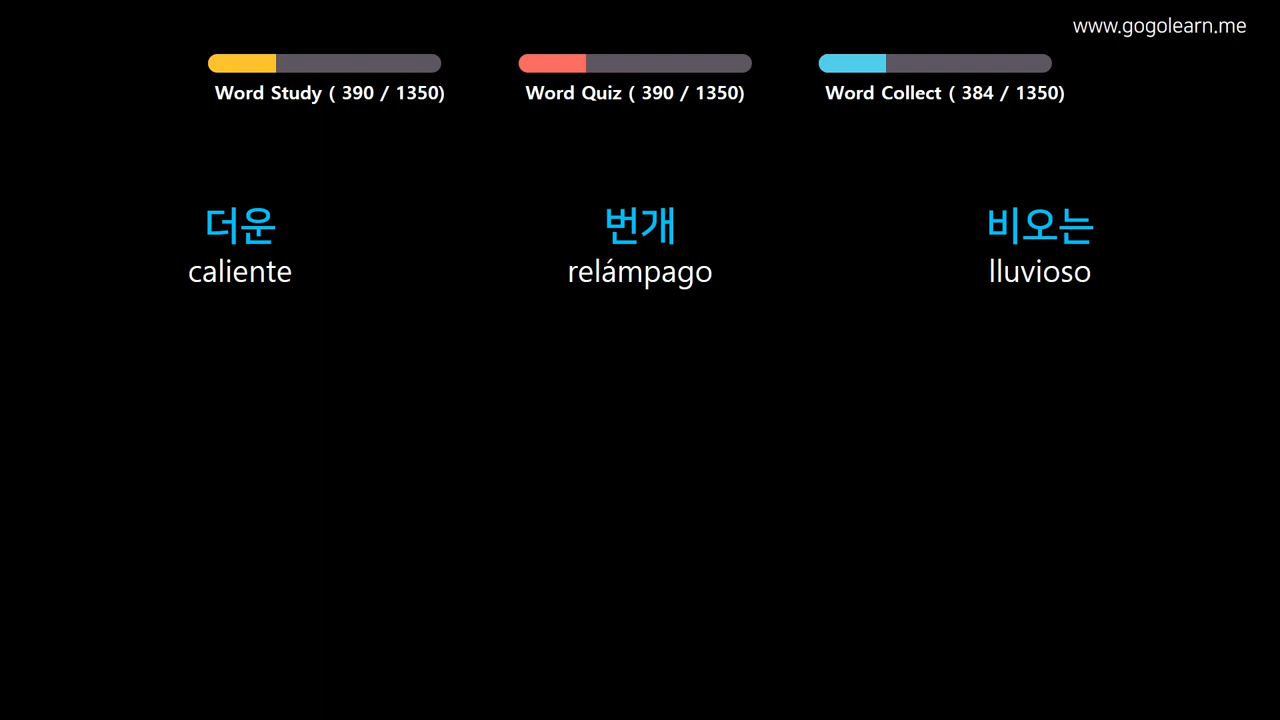 www.gogolearn.me
Word Study ( 390 / 1350)
Word Quiz ( 390 / 1350)
Word Collect ( 384 / 1350)
더운
caliente
번개
relámpago
비오는
lluvioso